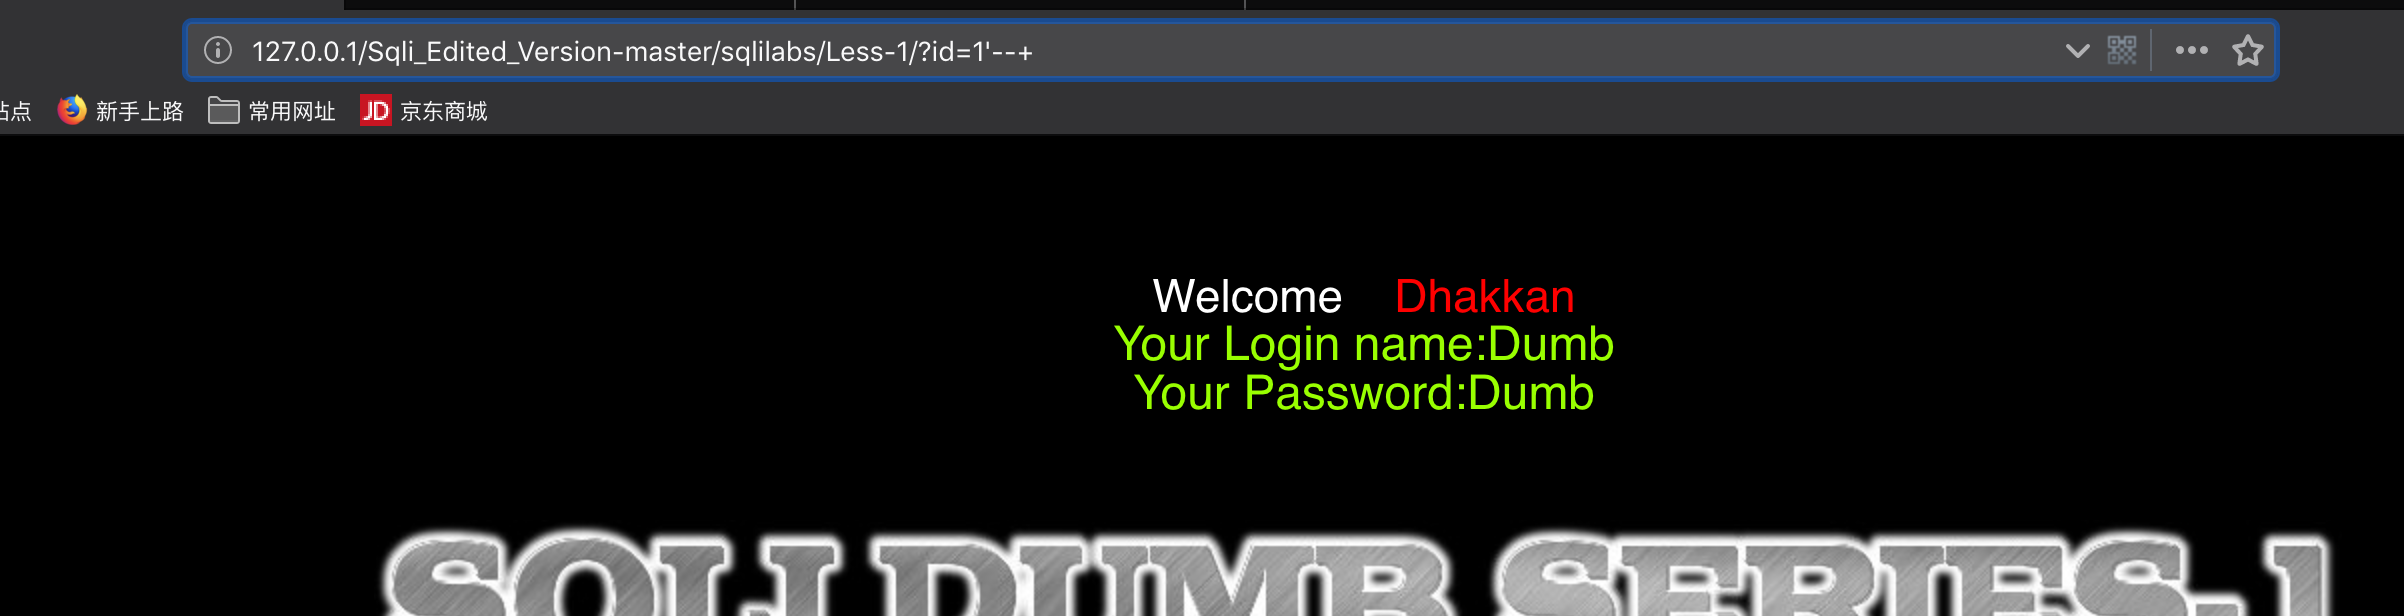 127.0.0.1/Sqli_Edited_Version-master/sqlilabs/Less-1/?id=1'--+
站点 新手上路 常用网址 JD 京东商城
Welcome Dhakkan
Your Login name:Dumb
Your Password:Dumb
SQLI DUMB SERIES-1